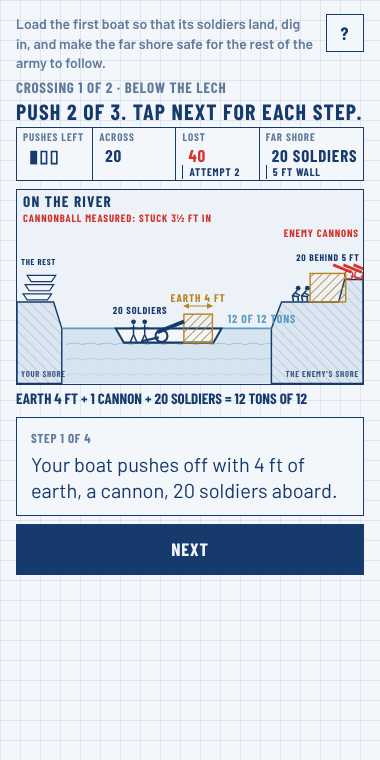 Load the first boat so that its soldiers land, dig
in, and make the far shore safe for the rest of the
army to follow.
?
CROSSING 1 OF 2 · BELOW THE LECH
PUSH 2 OF 3. TAP NEXT FOR EACH STEP.
PUSHES LEFT
ACROSS
20
LOST
40
ATTEMPT 2
FAR SHORE
20 SOLDIERS
5 FT WALL
ON THE RIVER
CANNONBALL MEASURED: STUCK 3½ FT IN
ENEMY CANNONS
THE REST
20 BEHIND 5 FT
EARTH 4 FT
20 SOLDIERS
12 OF 12 TONS
YOUR SHORE
THE ENEMY'S SHORE
EARTH 4 FT + 1 CANNON + 20 SOLDIERS = 12 TONS OF 12
STEP 1 OF 4
Your boat pushes off with 4 ft of
earth, a cannon, 20 soldiers aboard.
NEXT